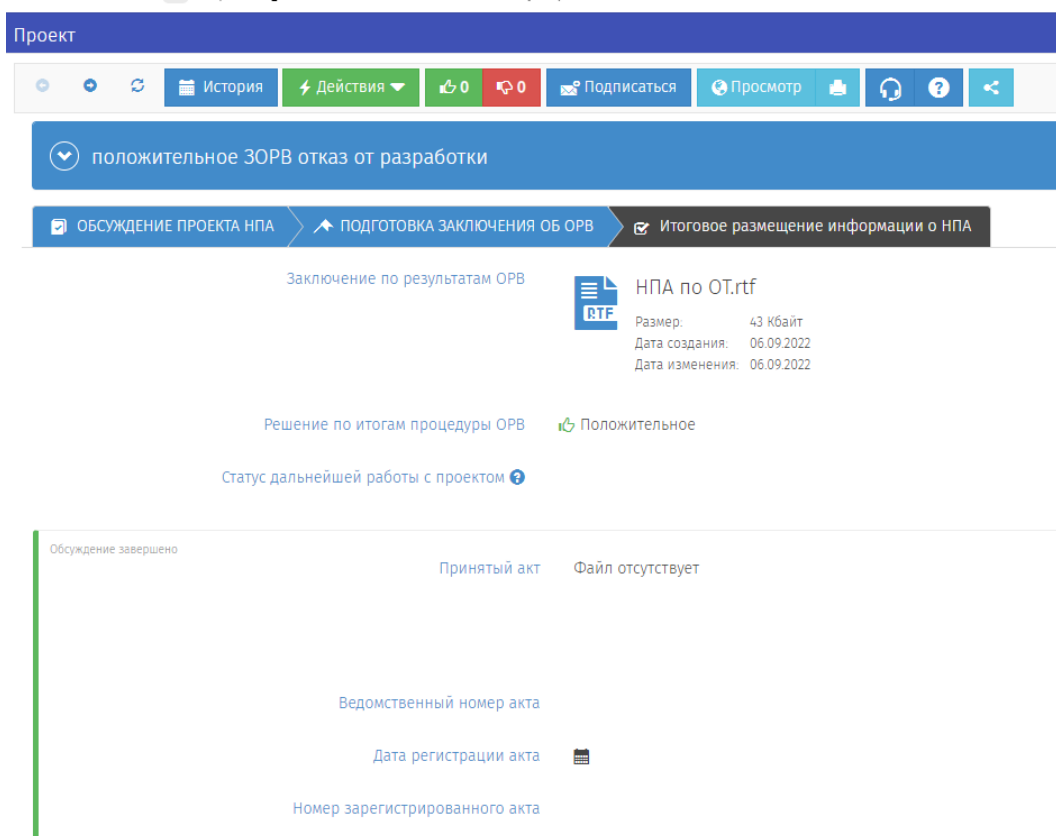 Проект
История
Действия
0
0
Подписаться
Просмотр
положительное ЗОРВ отказ от разработки
ОБСУЖДЕНИЕ ПРОЕКТА НПА
ПОДГОТОВКА ЗАКЛЮЧЕНИЯ ОБ ОРВ
Итоговое размещение информации о НПА
Заключение по результатам ОРВ
RTF
НПА по ОТ.rtf
Размер: 43 Кбайт
Дата создания: 06.09.2022
Дата изменения: 06.09.2022
Решение по итогам процедуры ОРВ
Положительное
Статус дальнейшей работы с проектом
Обсуждение завершено
Принятый акт
Файл отсутствует
Ведомственный номер акта
Дата регистрации акта
Номер зарегистрированного акта